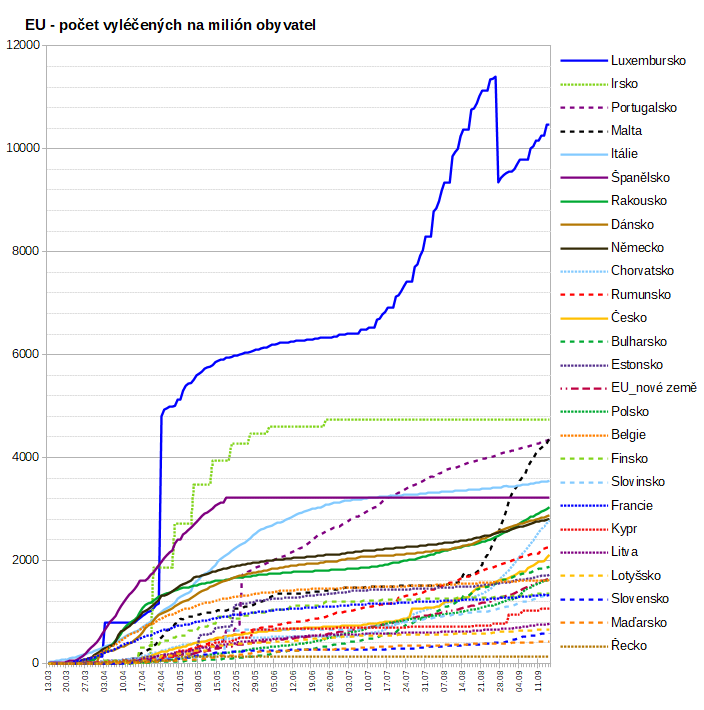 EU - počet vyléčených na milión obyvatel
12000
10000
8000
6000
4000
2000
0
13.03 20.03 27.03 03.04 10.04 17.04 24.04 01.05 08.05 15.05 22.05 29.05 05.06 12.06 19.06 26.06 03.07 10.07 17.07 24.07 31.07 07.08 14.08 21.08 28.08 04.09 11.09
Luxembursko
Irsko
Portugalsko
Malta
Itálie
Španělsko
Rakousko
Dánsko
Německo
Chorvatsko
Rumunsko
Česko
Bulharsko
Estonsko
EU_nové země
Polsko
Belgie
Finsko
Slovinsko
Francie
Kypr
Litva
Lotyšsko
Slovensko
Maďarsko
Řecko